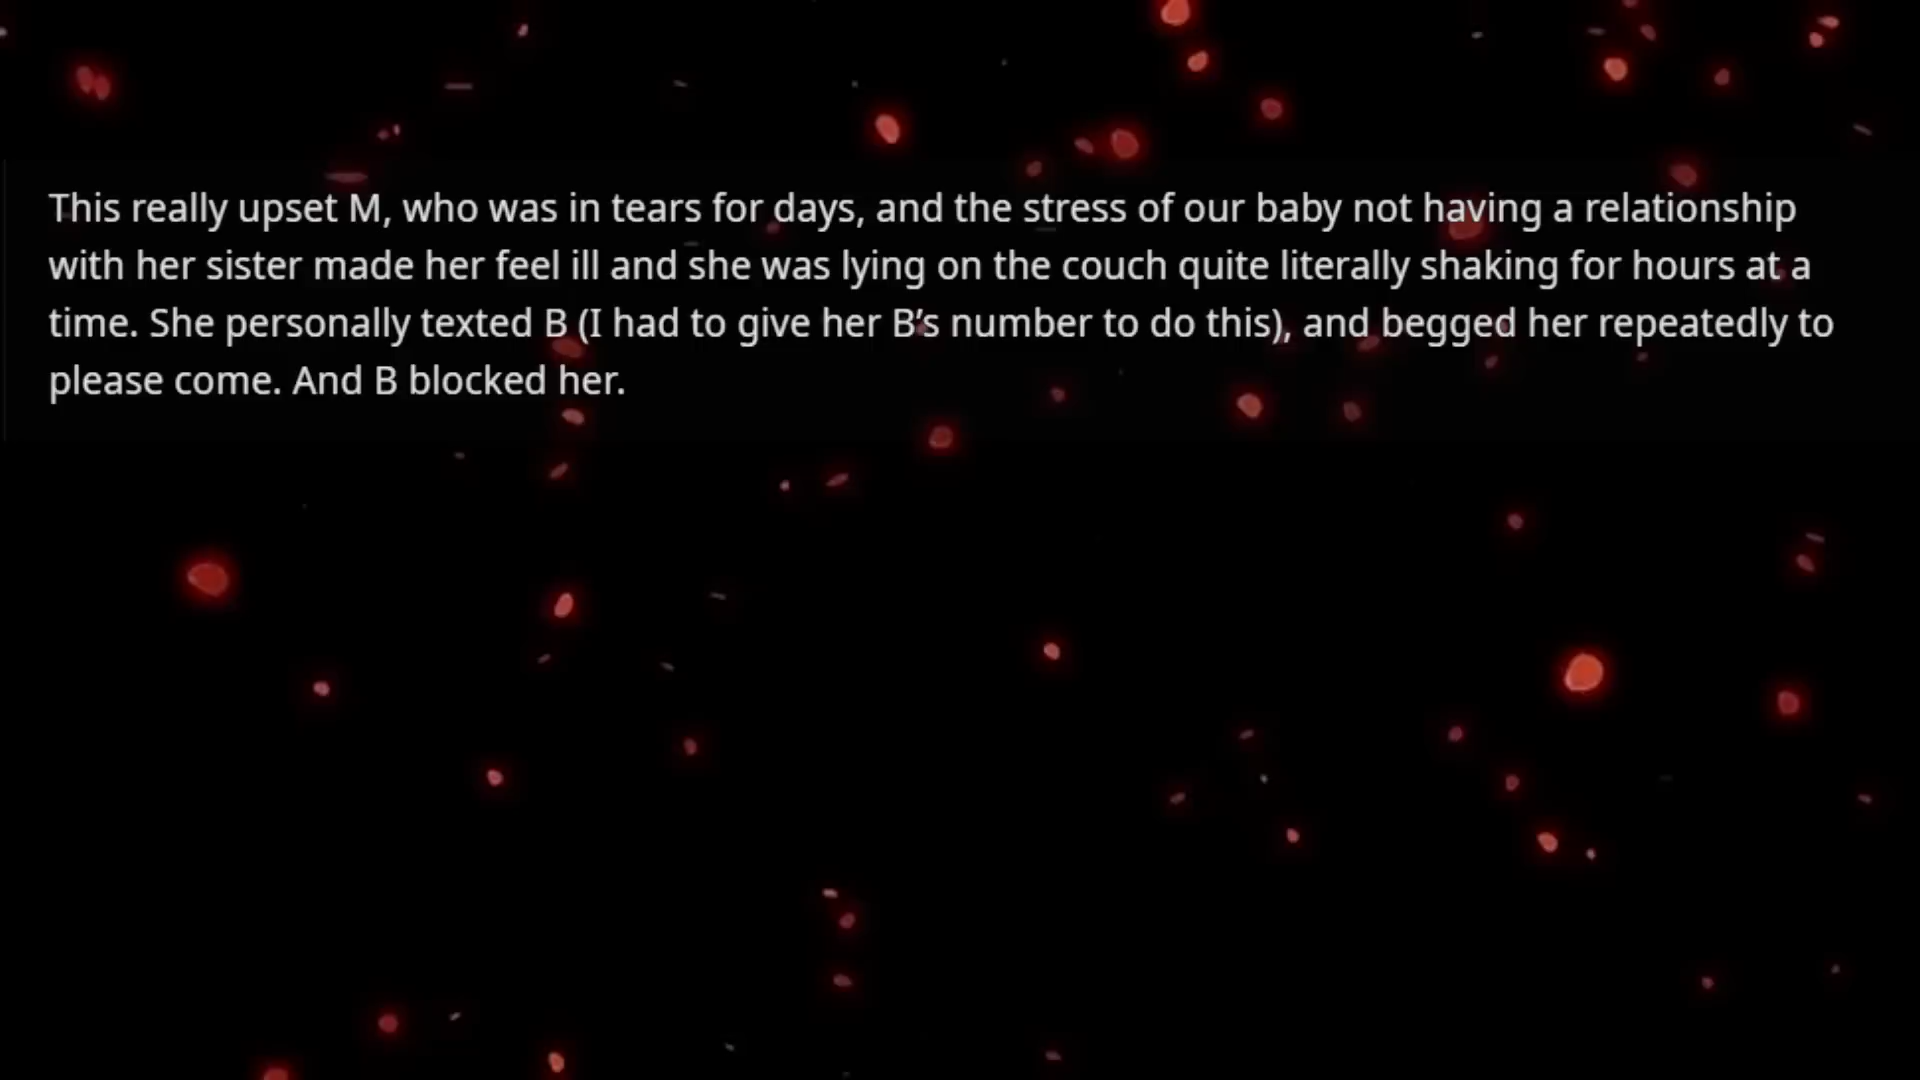 This really upset M, who was in tears for days, and the stress of our baby not having a relationship
with her sister made her feel ill and she was lying on the couch quite literally shaking for hours at a
time. She personally texted B (I had to give her B’s number to do this), and begged her repeatedly to
please come. And B blocked her.